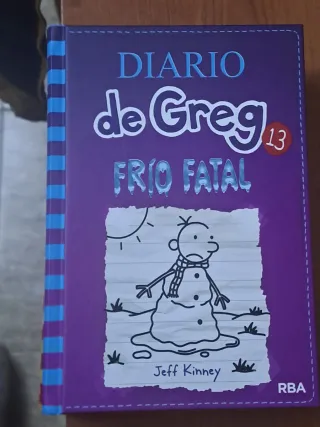 DIARIO
de Greg
13
FRÍO FATAL
Jeff Kinney
RBA